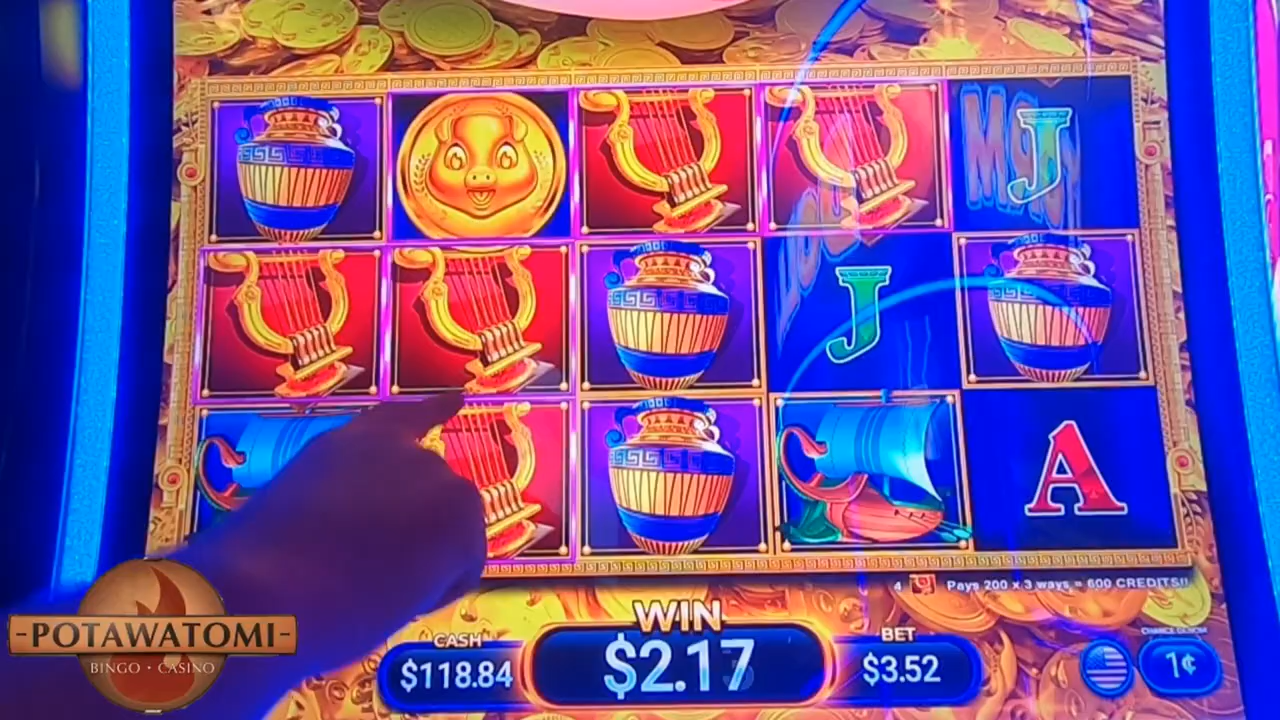 J
J
A
4 Pays 200 x 3 ways = 600 CREDITS!!
WIN
CASH
$118.84
$2.17
BET
$3.52
1¢
-POTAWATOMI-
BINGO • CASINO